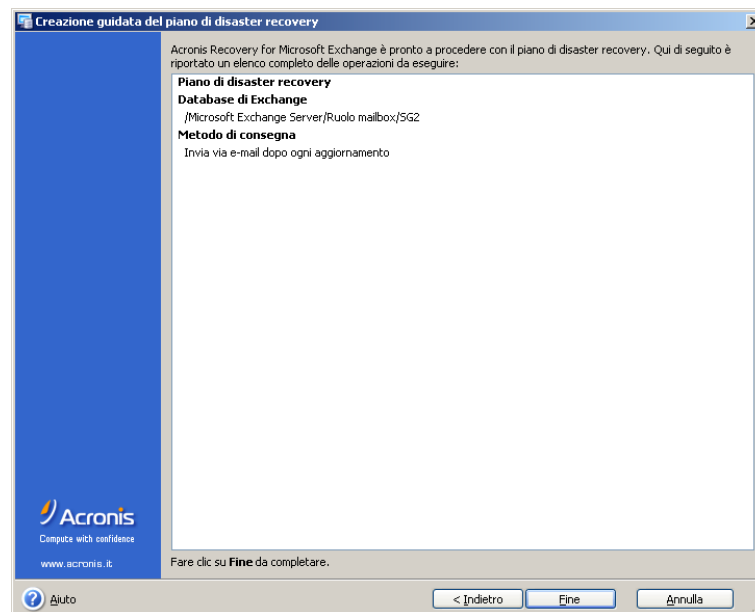 Creazione guidata del piano di disaster recovery
Acronis Recovery for Microsoft Exchange è pronto a procedere con il piano di disaster recovery. Qui di seguito è
riportato un elenco completo delle operazioni da eseguire:
Piano di disaster recovery
Database di Exchange
/Microsoft Exchange Server/Ruolo mailbox/SG2
Metodo di consegna
Invia via e-mail dopo ogni aggiornamento
Acronis
Compute with confidence
www.acronis.it
Fare clic su Fine da completare.
? Aiuto
< Indietro
Fine
Annulla